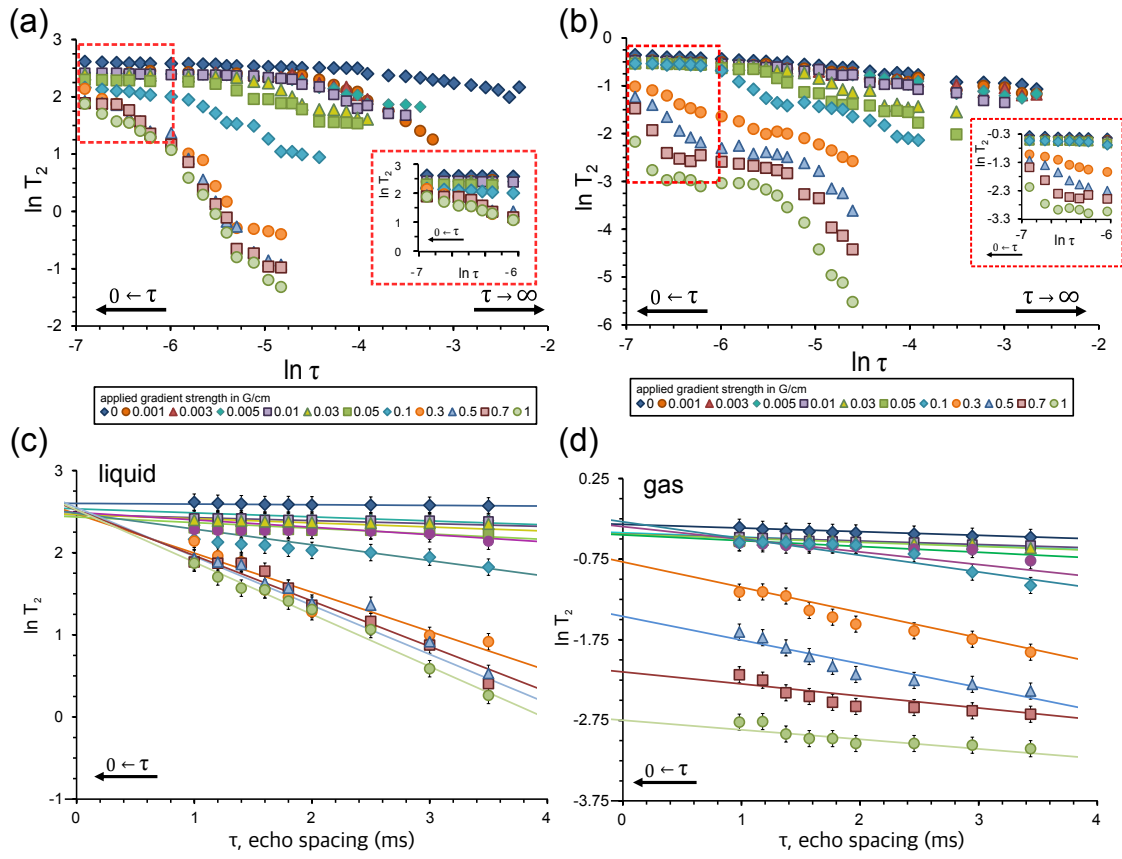 (a)
3
2
1
0
-1
-2
ln T2
-7
-6
-5
-4
-3
-2
ln τ
0 ← τ
τ → ∞
3
2
1
0
ln T2
-7
-6
ln τ
0 ← τ
applied gradient strength in G/cm
0 0.001 0.003 0.005 0.01 0.03 0.05 0.1 0.3 0.5 0.7 1
(b)
0
-1
-2
-3
-4
-5
-6
ln T2
-7
-6
-5
-4
-3
-2
ln τ
0 ← τ
τ → ∞
-0.3
-1.3
-2.3
-3.3
ln T2
-7
-6
ln τ
0 ← τ
applied gradient strength in G/cm
0 0.001 0.003 0.005 0.01 0.03 0.05 0.1 0.3 0.5 0.7 1
(c)
liquid
3
2
1
0
-1
ln T2
0
1
2
3
4
0 ← τ
τ, echo spacing (ms)
(d)
gas
0.25
-0.75
-1.75
-2.75
-3.75
ln T2
0
1
2
3
4
0 ← τ
τ, echo spacing (ms)